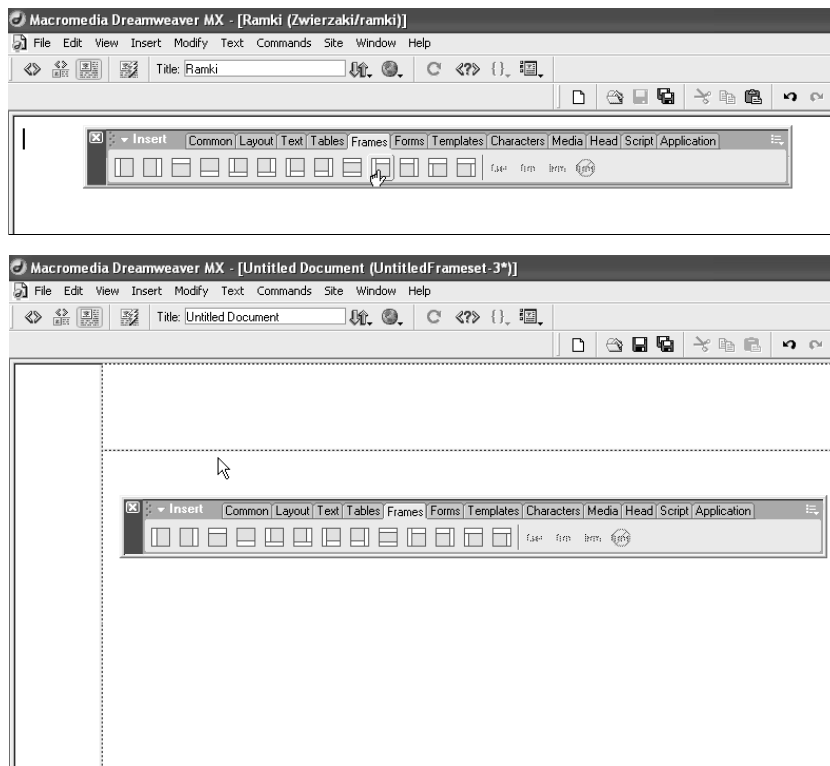 Macromedia Dreamweaver MX - [Ramki (Zwierzaki/ramki)]
File Edit View Insert Modify Text Commands Site Window Help
Title: Ramki
Insert Common Layout Text Tables Frames Forms Templates Characters Media Head Script Application
Macromedia Dreamweaver MX - [Untitled Document (UntitledFrameset-3*)]
File Edit View Insert Modify Text Commands Site Window Help
Title: Untitled Document
Insert Common Layout Text Tables Frames Forms Templates Characters Media Head Script Application